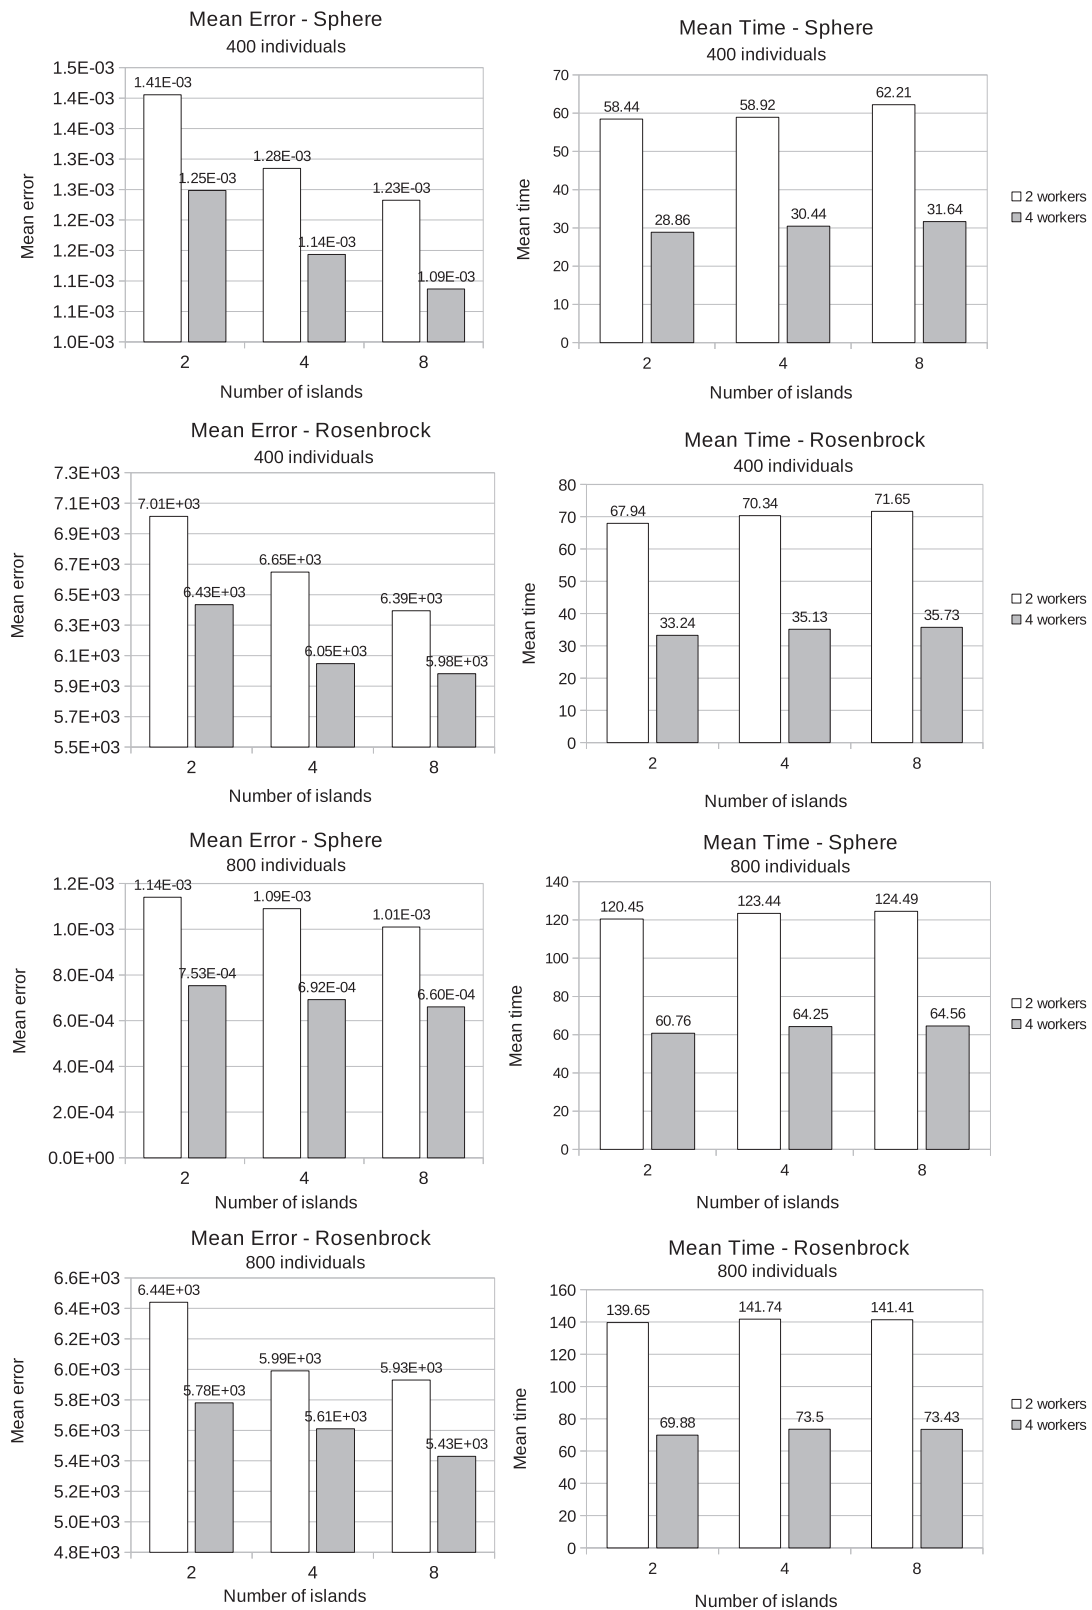 Mean Error - Sphere
400 individuals
1.5E-03
1.4E-03
1.4E-03
1.3E-03
1.3E-03
1.2E-03
1.2E-03
1.1E-03
1.1E-03
1.0E-03
Mean error
1.41E-03
1.25E-03
1.28E-03
1.14E-03
1.23E-03
1.09E-03
2 4 8
Number of islands
Mean Time - Sphere
400 individuals
70
60
50
40
30
20
10
0
Mean time
58.44
28.86
58.92
30.44
62.21
31.64
2 4 8
Number of islands
2 workers
4 workers
Mean Error - Rosenbrock
400 individuals
7.3E+03
7.1E+03
6.9E+03
6.7E+03
6.5E+03
6.3E+03
6.1E+03
5.9E+03
5.7E+03
5.5E+03
Mean error
7.01E+03
6.43E+03
6.65E+03
6.05E+03
6.39E+03
5.98E+03
2 4 8
Number of islands
Mean Time - Rosenbrock
400 individuals
80
70
60
50
40
30
20
10
0
Mean time
67.94
33.24
70.34
35.13
71.65
35.73
2 4 8
Number of islands
2 workers
4 workers
Mean Error - Sphere
800 individuals
1.2E-03
1.0E-03
8.0E-04
6.0E-04
4.0E-04
2.0E-04
0.0E+00
Mean error
1.14E-03
7.53E-04
1.09E-03
6.92E-04
1.01E-03
6.60E-04
2 4 8
Number of islands
Mean Time - Sphere
800 individuals
140
120
100
80
60
40
20
0
Mean time
120.45
60.76
123.44
64.25
124.49
64.56
2 4 8
Number of islands
2 workers
4 workers
Mean Error - Rosenbrock
800 individuals
6.6E+03
6.4E+03
6.2E+03
6.0E+03
5.8E+03
5.6E+03
5.4E+03
5.2E+03
5.0E+03
4.8E+03
Mean error
6.44E+03
5.78E+03
5.99E+03
5.61E+03
5.93E+03
5.43E+03
2 4 8
Number of islands
Mean Time - Rosenbrock
800 individuals
160
140
120
100
80
60
40
20
0
Mean time
139.65
69.88
141.74
73.5
141.41
73.43
2 4 8
Number of islands
2 workers
4 workers